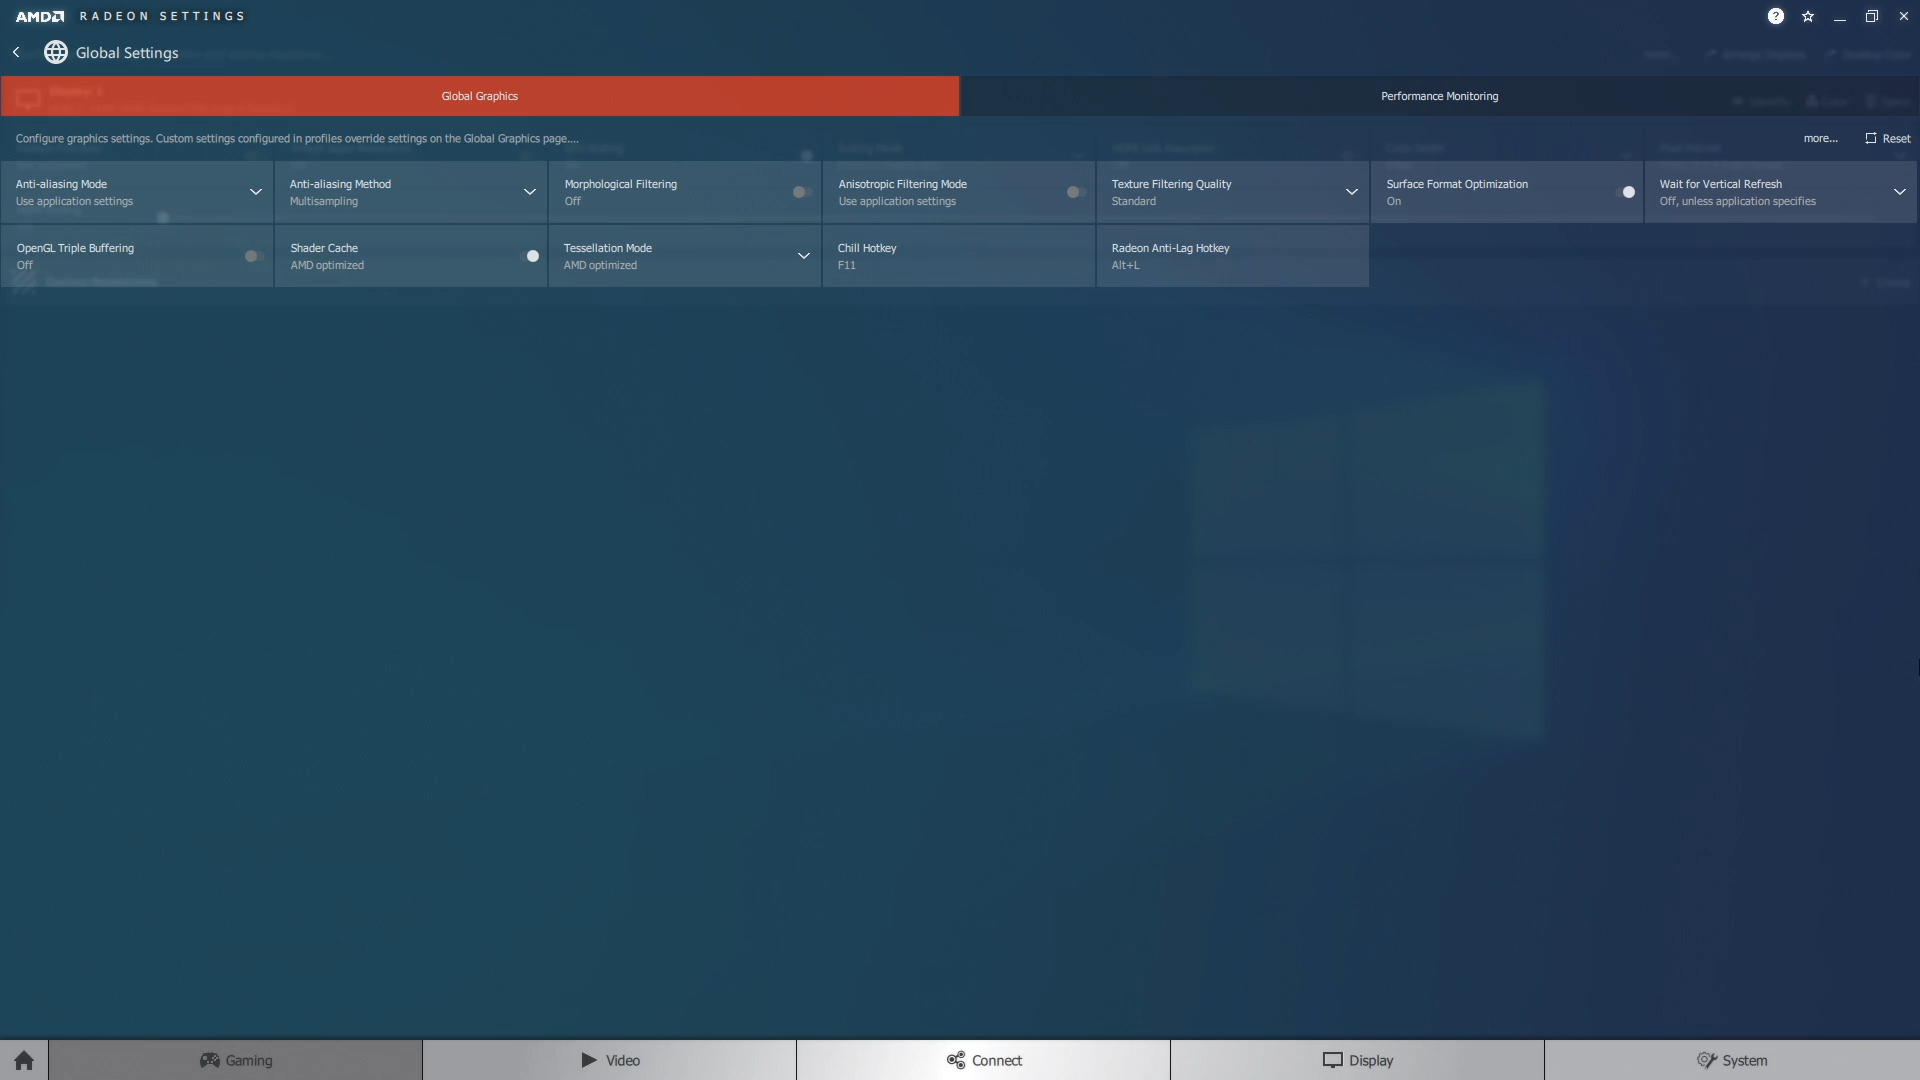 AMD RADEON SETTINGS
Global Settings
Global Graphics
Performance Monitoring
Configure graphics settings. Custom settings configured in profiles override settings on the Global Graphics page....
more...
Reset
Anti-aliasing Mode
Use application settings
Anti-aliasing Method
Multisampling
Morphological Filtering
Off
Anisotropic Filtering Mode
Use application settings
Texture Filtering Quality
Standard
Surface Format Optimization
On
Wait for Vertical Refresh
Off, unless application specifies
OpenGL Triple Buffering
Off
Shader Cache
AMD optimized
Tessellation Mode
AMD optimized
Chill Hotkey
F11
Radeon Anti-Lag Hotkey
Alt+L
Gaming
Video
Connect
Display
System